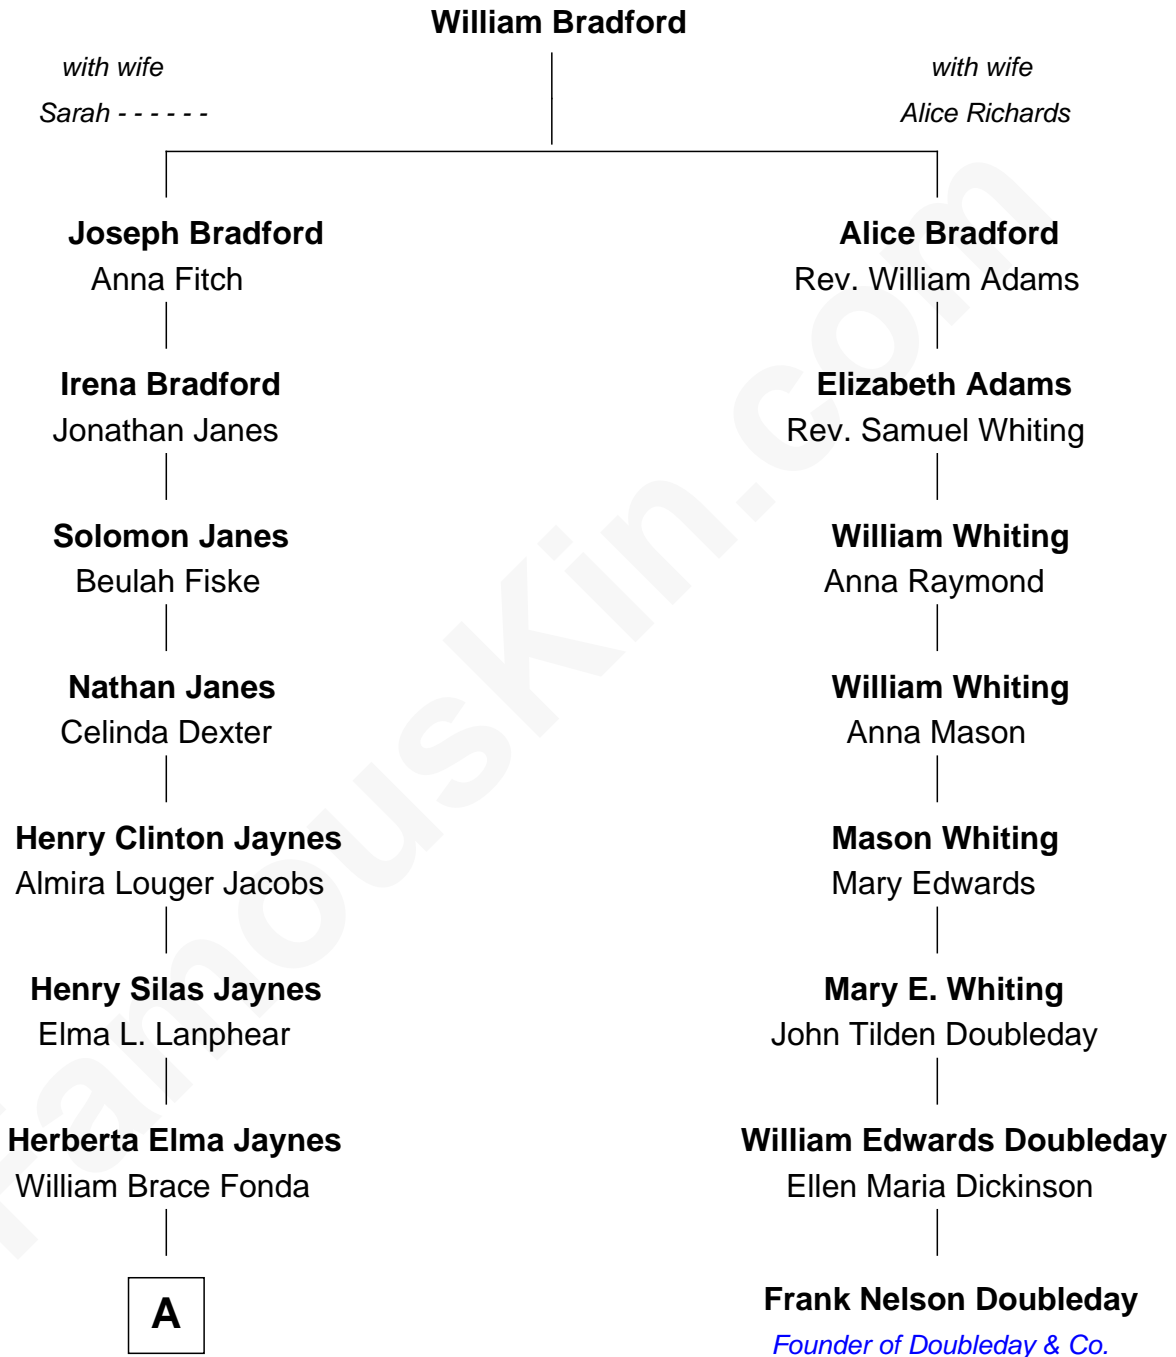 William Bradford
with wife
Sarah - - - - - -
with wife
Alice Richards
Joseph Bradford
Anna Fitch
Alice Bradford
Rev. William Adams
Irena Bradford
Jonathan Janes
Elizabeth Adams
Rev. Samuel Whiting
Solomon Janes
Beulah Fiske
William Whiting
Anna Raymond
Nathan Janes
Celinda Dexter
William Whiting
Anna Mason
Henry Clinton Jaynes
Almira Louger Jacobs
Mason Whiting
Mary Edwards
Henry Silas Jaynes
Elma L. Lanphear
Mary E. Whiting
John Tilden Doubleday
Herberta Elma Jaynes
William Brace Fonda
William Edwards Doubleday
Ellen Maria Dickinson
A
Frank Nelson Doubleday
Founder of Doubleday & Co.
FamousKin.com